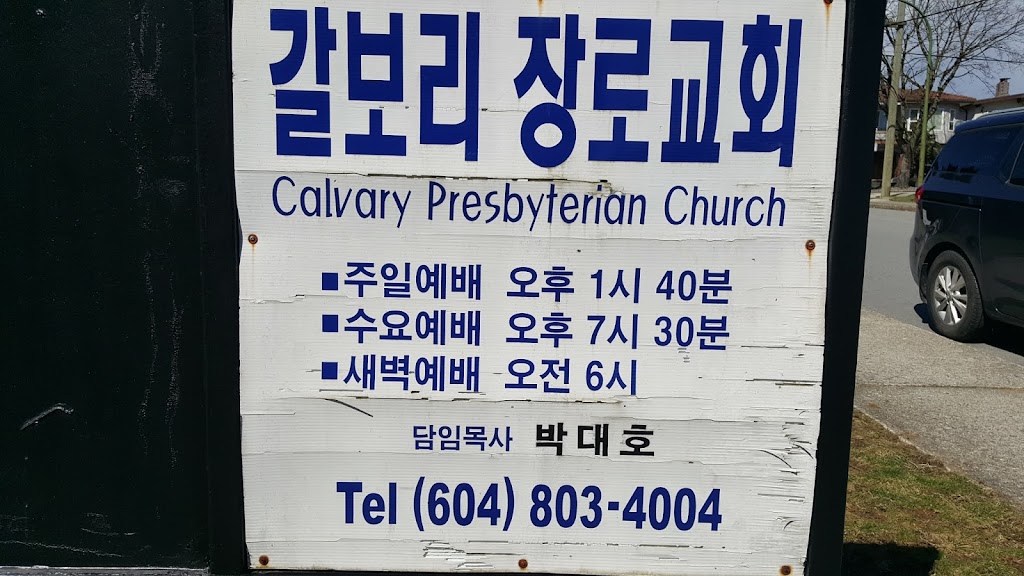 갈보리 장로교회
Calvary Presbyterian Church
■주일예배 오후 1시 40분
■수요예배 오후 7시 30분
■새벽예배 오전 6시
담임목사 박대호
Tel (604) 803-4004